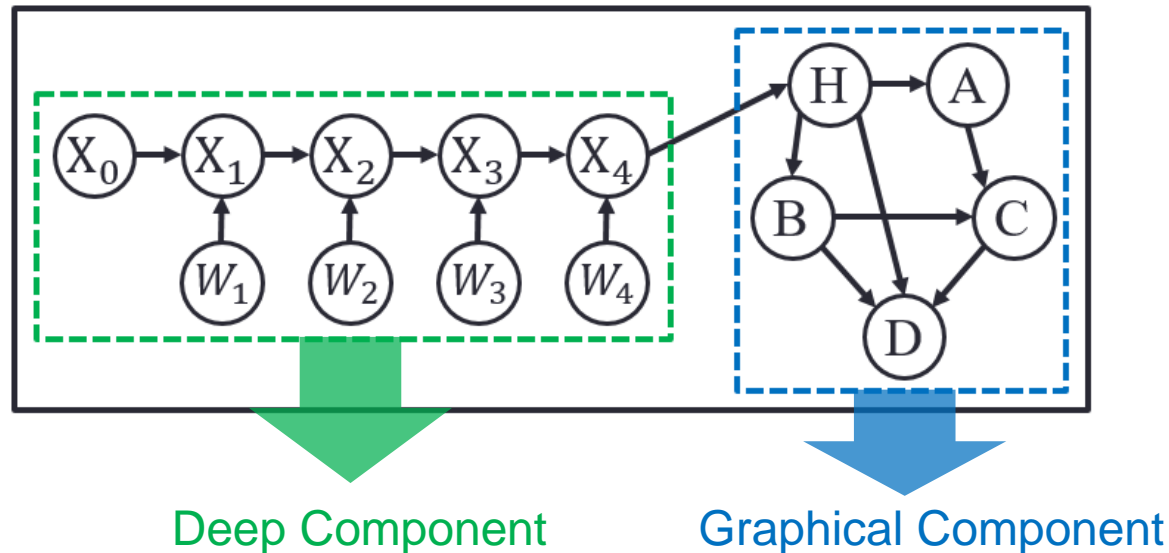 H A
X₀ X₁ X₂ X₃ X₄
B C
W₁ W₂ W₃ W₄
D
Deep Component Graphical Component